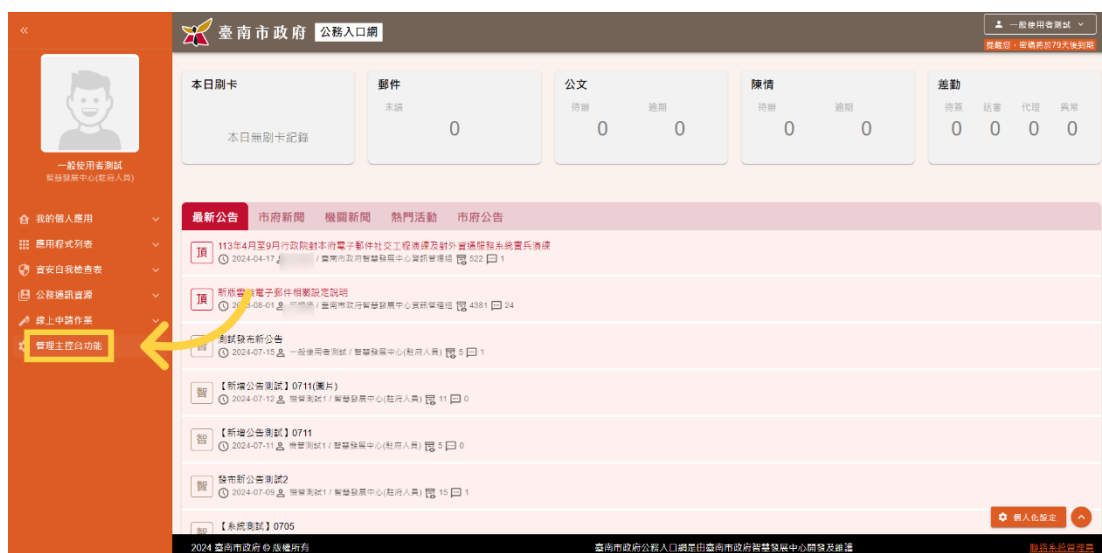 «
臺南市政府 公務入口網
一般使用者測試
提醒您，密碼將於79天後到期
一般使用者測試
智慧發展中心(駐府人員)
我的個人應用
應用程式列表
資安自我檢查表
公務通訊資源
線上申請作業
管理主控台功能
本日刷卡
本日無刷卡紀錄
郵件
未讀
0
公文
待辦 逾期
0 0
陳情
待辦 逾期
0 0
差勤
待簽 送審 代理 異常
0 0 0 0
最新公告 市府新聞 機關新聞 熱門活動 市府公告
頂 113年4月至9月行政院對本府電子郵件社交工程演練及對外資通服務系統實兵演練
2024-04-17 / 臺南市政府智慧發展中心資訊管理組 522 1
頂 新版雲端電子郵件相關設定說明
-08-01 / 臺南市政府智慧發展中心資訊管理組 4381 24
測試發布新公告
2024-07-15 一般使用者測試 / 智慧發展中心(駐府人員) 5 1
智 【新增公告測試】0711(圖片)
2024-07-12 機管測試1 / 智慧發展中心(駐府人員) 11 0
智 【新增公告測試】0711
2024-07-11 機管測試1 / 智慧發展中心(駐府人員) 5 0
智 發布新公告測試2
2024-07-09 機管測試1 / 智慧發展中心(駐府人員) 15 1
【系統測試】0705
個人化設定
2024 臺南市政府 © 版權所有
臺南市政府公務入口網是由臺南市政府智慧發展中心開發及維護
聯絡系統管理員